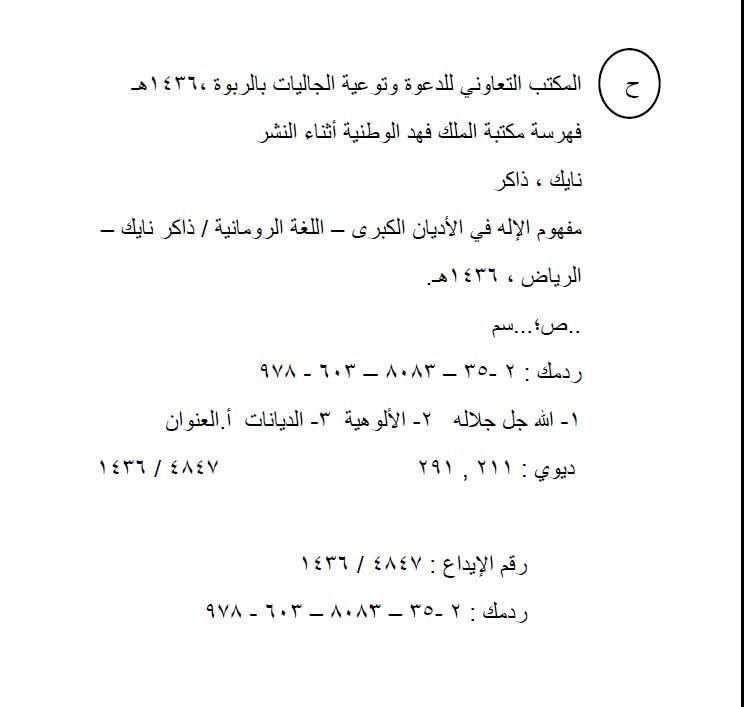 ح المكتب التعاوني للدعوة وتوعية الجاليات بالربوة ،١٤٣٦هـ
فهرسة مكتبة الملك فهد الوطنية أثناء النشر
نايك ، ذاكر
مفهوم الإله في الأديان الكبرى – اللغة الرومانية / ذاكر نايك –
الرياض ، ١٤٣٦هـ.
..ص؛...سم
ردمك : ٢ -٣٥ – ٨٠٨٣ – ٦٠٣ - ٩٧٨
١- الله جل جلاله ٢- الألوهية ٣- الديانات أ.العنوان
ديوي : ٢١١ , ٢٩١ ٤٨٤٧ / ١٤٣٦
رقم الإيداع : ٤٨٤٧ / ١٤٣٦
ردمك : ٢ -٣٥ – ٨٠٨٣ – ٦٠٣ - ٩٧٨